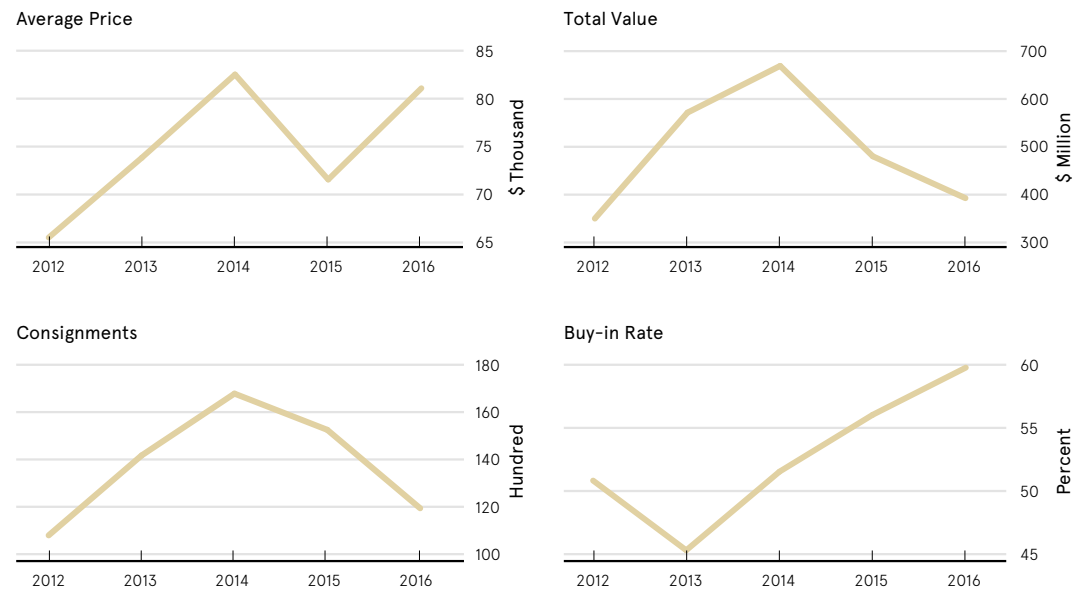 Average Price
85
80
75
70
65
$ Thousand
2012 2013 2014 2015 2016
Total Value
700
600
500
400
300
$ Million
2012 2013 2014 2015 2016
Consignments
180
160
140
120
100
Hundred
2012 2013 2014 2015 2016
Buy-in Rate
60
55
50
45
Percent
2012 2013 2014 2015 2016